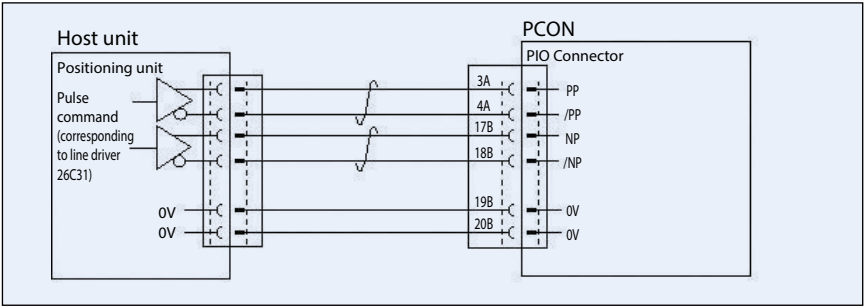 Host unit
Positioning unit
Pulse
command
(corresponding
to line driver
26C31)
0V
0V
PCON
PIO Connector
3A
PP
4A
/PP
17B
NP
18B
/NP
19B
0V
20B
0V